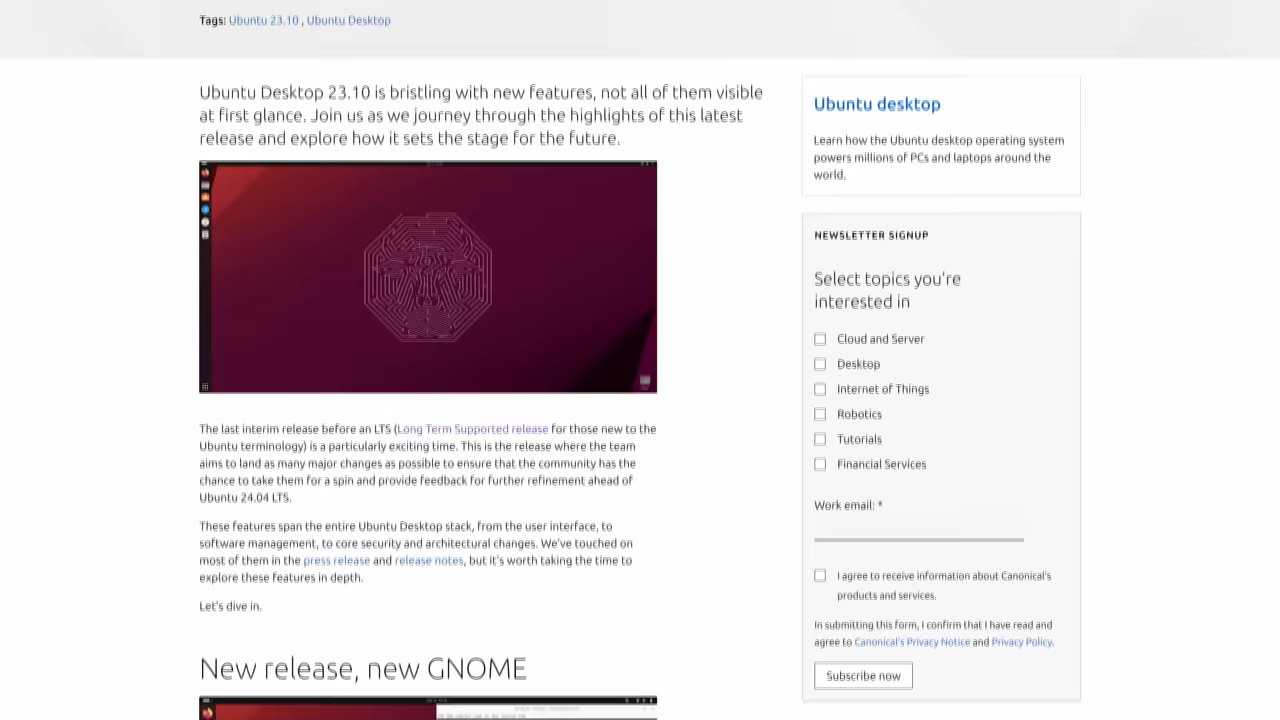 Tags: Ubuntu 23.10 , Ubuntu Desktop
Ubuntu Desktop 23.10 is bristling with new features, not all of them visible
at first glance. Join us as we journey through the highlights of this latest
release and explore how it sets the stage for the future.
The last interim release before an LTS (Long Term Supported release for those new to the
Ubuntu terminology) is a particularly exciting time. This is the release where the team
aims to land as many major changes as possible to ensure that the community has the
chance to take them for a spin and provide feedback for further refinement ahead of
Ubuntu 24.04 LTS.
These features span the entire Ubuntu Desktop stack, from the user interface, to
software management, to core security and architectural changes. We've touched on
most of them in the press release and release notes, but it's worth taking the time to
explore these features in depth.
Let's dive in.
New release, new GNOME
Ubuntu desktop
Learn how the Ubuntu desktop operating system
powers millions of PCs and laptops around the
world.
NEWSLETTER SIGNUP
Select topics you're
interested in
Cloud and Server
Desktop
Internet of Things
Robotics
Tutorials
Financial Services
Work email: *
I agree to receive information about Canonical's
products and services.
In submitting this form, I confirm that I have read and
agree to Canonical's Privacy Notice and Privacy Policy.
Subscribe now